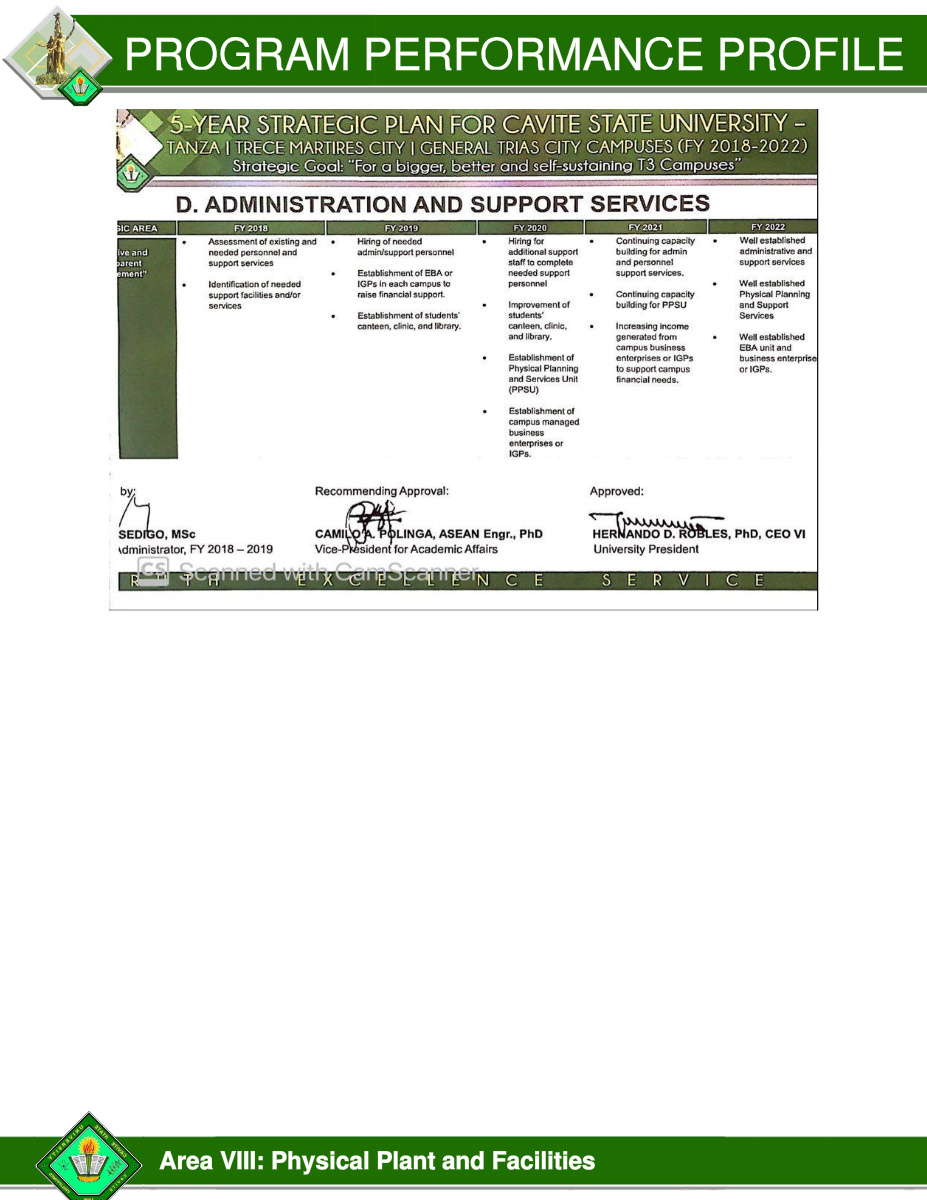 PROGRAM PERFORMANCE PROFILE
5-YEAR STRATEGIC PLAN FOR CAVITE STATE UNIVERSITY –
TANZA | TRECE MARTIRES CITY | GENERAL TRIAS CITY CAMPUSES (FY 2018-2022)
Strategic Goal: “For a bigger, better and self-sustaining T3 Campuses”
D. ADMINISTRATION AND SUPPORT SERVICES
GIC AREA
ive and
parent
ement"
FY 2018
• Assessment of existing and
needed personnel and
support services
• Identification of needed
support facilities and/or
services
FY 2019
• Hiring of needed
admin/support personnel
• Establishment of EBA or
IGPs in each campus to
raise financial support.
• Establishment of students'
canteen, clinic, and library.
FY 2020
• Hiring for
additional support
staff to complete
needed support
personnel
• Improvement of
students'
canteen, clinic,
and library.
• Establishment of
Physical Planning
and Services Unit
(PPSU)
• Establishment of
campus managed
business
enterprises or
IGPs.
FY 2021
• Continuing capacity
building for admin
and personnel
support services.
• Continuing capacity
building for PPSU
• Increasing income
generated from
campus business
enterprises or IGPs
to support campus
financial needs.
FY 2022
• Well established
administrative and
support services
• Well established
Physical Planning
and Support
Services
• Well established
EBA unit and
business enterprise
or IGPs.
by:
SEDIGO, MSc
Administrator, FY 2018 – 2019
Recommending Approval:
CAMILO A. POLINGA, ASEAN Engr., PhD
Vice-President for Academic Affairs
Approved:
HERNANDO D. ROBLES, PhD, CEO VI
University President
CS Scanned with CamScanner
R T H E X C E L L E N C E S E R V I C E
Area VIII: Physical Plant and Facilities